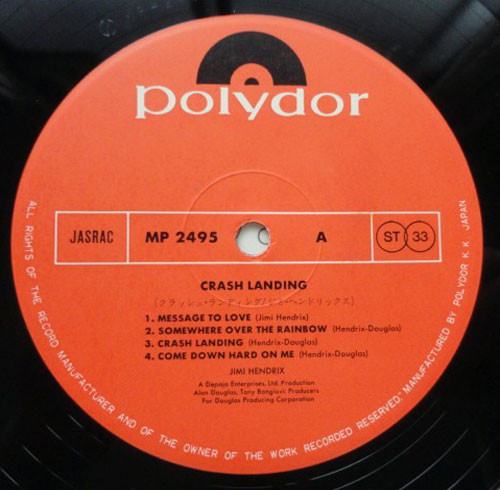 polydor
JASRAC
MP 2495
A
ST 33
CRASH LANDING
(クラッシュ・ランディング/ジミ・ヘンドリックス)
1. MESSAGE TO LOVE (Jimi Hendrix)
2. SOMEWHERE OVER THE RAINBOW (Hendrix-Douglas)
3. CRASH LANDING (Hendrix-Douglas)
4. COME DOWN HARD ON ME (Hendrix-Douglas)
JIMI HENDRIX
A Depajo Enterprises, Ltd. Production
Alan Douglas, Tony Bongiovi: Producers
For Douglas Producing Corporation
ALL RIGHTS OF THE RECORD MANUFACTURER AND OF THE OWNER OF THE WORK RECORDED RESERVED" MANUFACTURED BY POLYDOR K.K. JAPAN